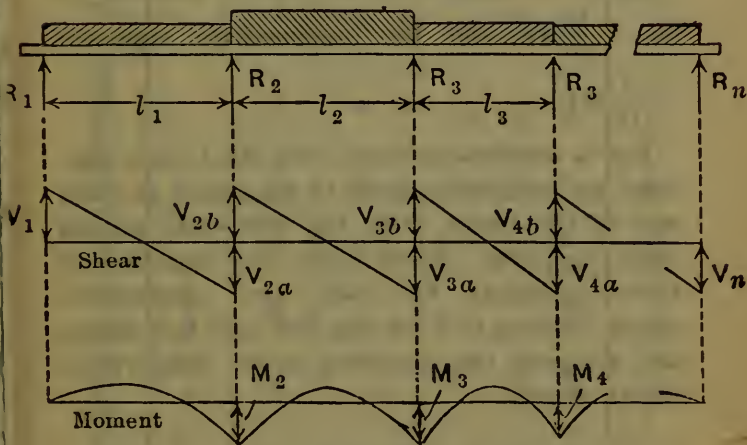 R1 R2 R3 R3 Rn
l1 l2 l3
V1 V2b V3b V4b
Shear V2a V3a V4a Vn
M2 M3 M4
Moment